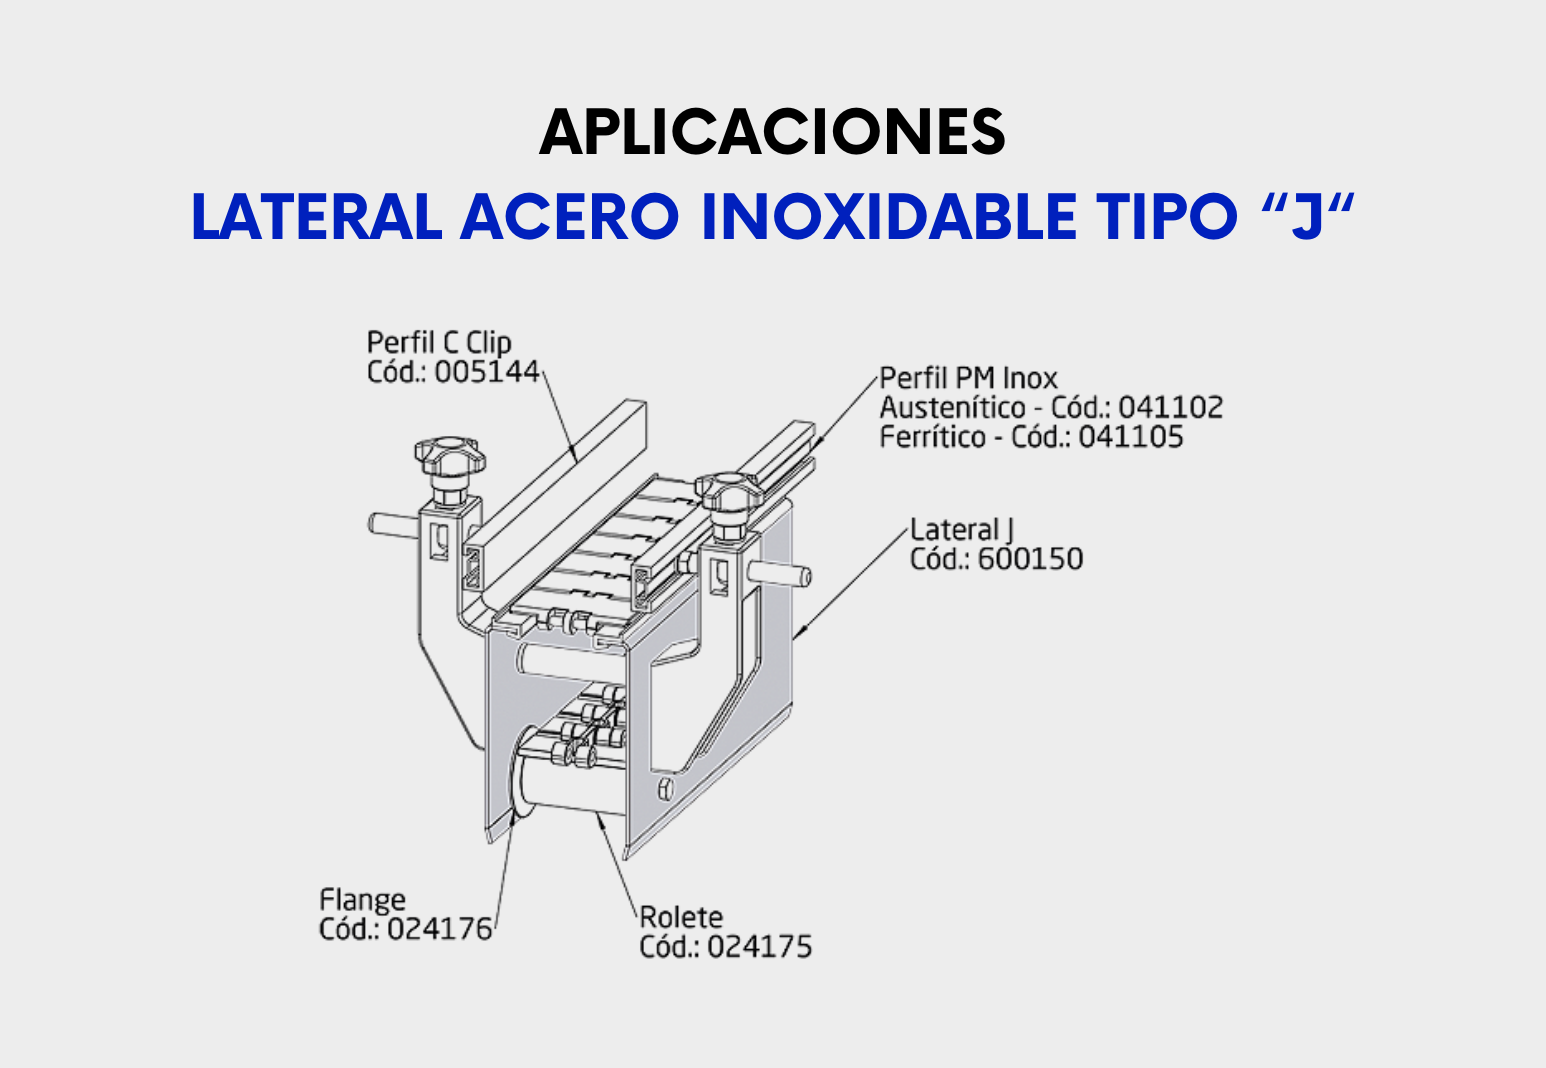 APLICACIONES
LATERAL ACERO INOXIDABLE TIPO “J“
Perfil C Clip
Cód.: 005144
Perfil PM Inox
Austenítico - Cód.: 041102
Ferrítico - Cód.: 041105
Lateral J
Cód.: 600150
Flange
Cód.: 024176
Rolete
Cód.: 024175